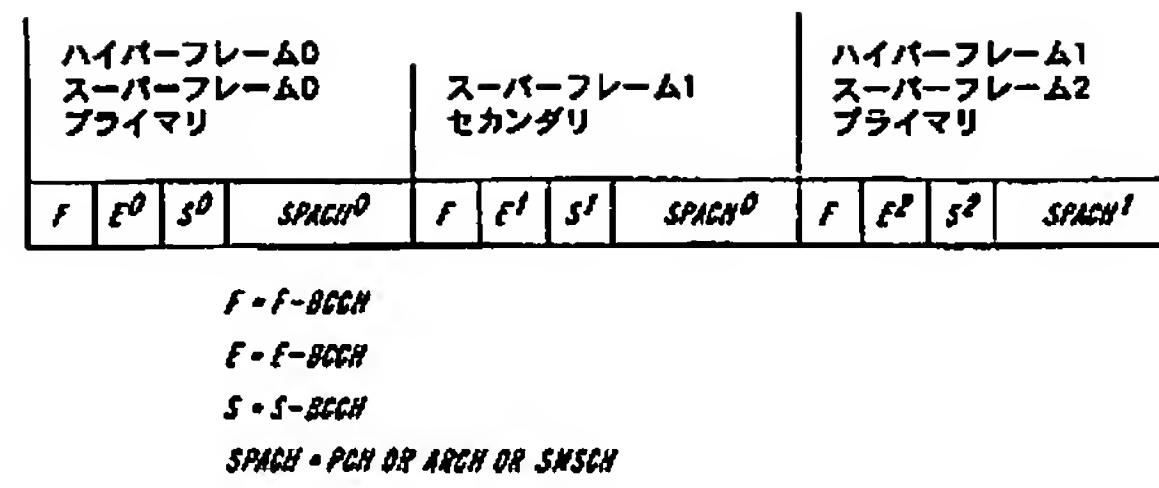 ハイパーフレーム0
スーパーフレーム0
プライマリ
スーパーフレーム1
セカンダリ
ハイパーフレーム1
スーパーフレーム2
プライマリ
F E⁰ S⁰ SPACH⁰ F E¹ S¹ SPACH⁰ F E² S² SPACH¹
F = F-BCCH
E = E-BCCH
S = S-BCCH
SPACH = PCH OR ARCH OR SMSCH